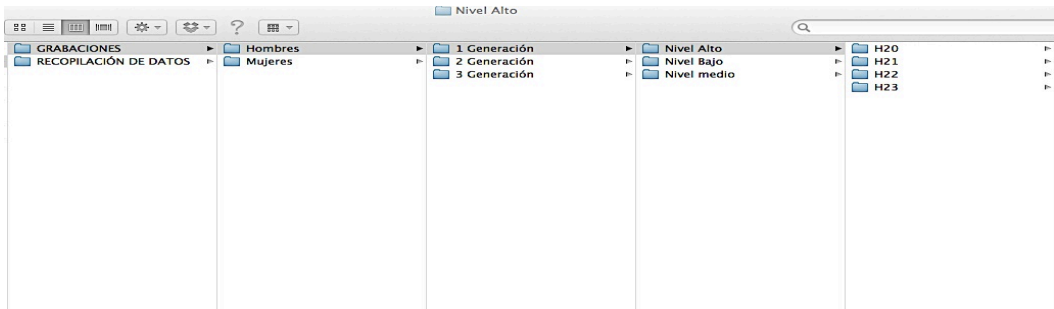 Nivel Alto
GRABACIONES
RECOPILACIÓN DE DATOS
Hombres
Mujeres
1 Generación
2 Generación
3 Generación
Nivel Alto
Nivel Bajo
Nivel medio
H20
H21
H22
H23